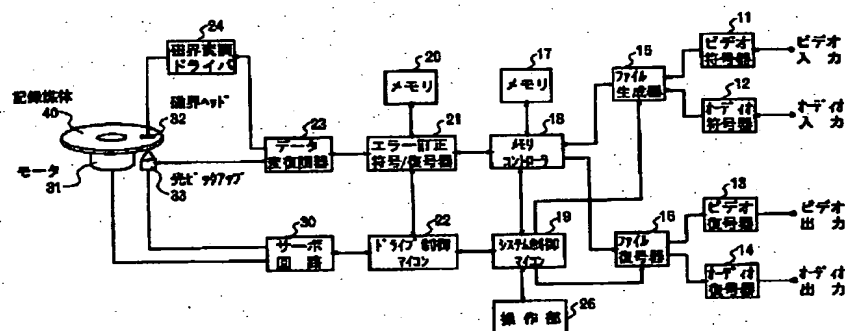 24
磁界変調
ドライバ
記録媒体
40
磁界ヘッド
32
モータ
31
光ピックアップ
33
23
データ
変復調器
20
メモリ
21
エラー訂正
符号/復号器
17
メモリ
18
メモリ
コントローラ
15
ファイル
生成器
11
ビデオ
符号器
ビデオ
入力
12
オーディオ
符号器
オーディオ
入力
30
サーボ
回路
22
ドライブ制御
マイコン
19
システム制御
マイコン
16
ファイル
復号器
13
ビデオ
復号器
ビデオ
出力
14
オーディオ
復号器
オーディオ
出力
26
操作部